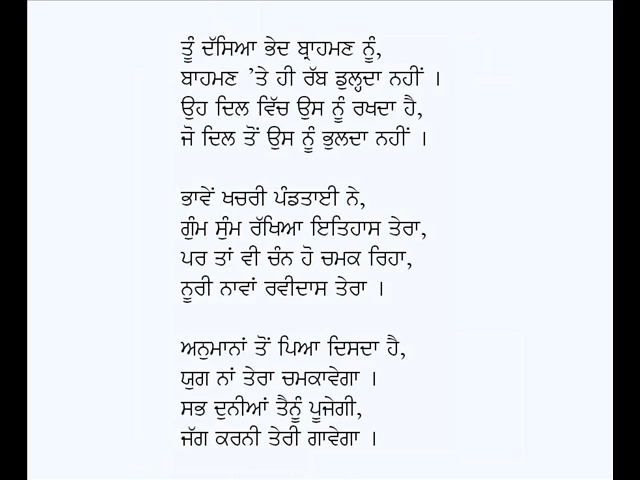 ਤੂੰ ਦੱਸਿਆ ਭੇਦ ਬ੍ਰਾਹਮਣ ਨੂੰ,
ਬਾਹਮਣ 'ਤੇ ਹੀ ਰੱਬ ਡੁਲ੍ਹਦਾ ਨਹੀਂ ।
ਉਹ ਦਿਲ ਵਿੱਚ ਉਸ ਨੂੰ ਰਖਦਾ ਹੈ,
ਜੋ ਦਿਲ ਤੋਂ ਉਸ ਨੂੰ ਭੁਲਦਾ ਨਹੀਂ ।
ਭਾਵੇਂ ਖਚਰੀ ਪੰਡਤਾਈ ਨੇ,
ਗੁੰਮ ਸੁੰਮ ਰੱਖਿਆ ਇਤਿਹਾਸ ਤੇਰਾ,
ਪਰ ਤਾਂ ਵੀ ਚੰਨ ਹੋ ਚਮਕ ਰਿਹਾ,
ਨੂਰੀ ਨਾਵਾਂ ਰਵੀਦਾਸ ਤੇਰਾ ।
ਅਨੁਮਾਨਾਂ ਤੋਂ ਪਿਆ ਦਿਸਦਾ ਹੈ,
ਯੁਗ ਨਾਂ ਤੇਰਾ ਚਮਕਾਵੇਗਾ ।
ਸਭ ਦੁਨੀਆਂ ਤੈਨੂੰ ਪੂਜੇਗੀ,
ਜੱਗ ਕਰਨੀ ਤੇਰੀ ਗਾਵੇਗਾ ।